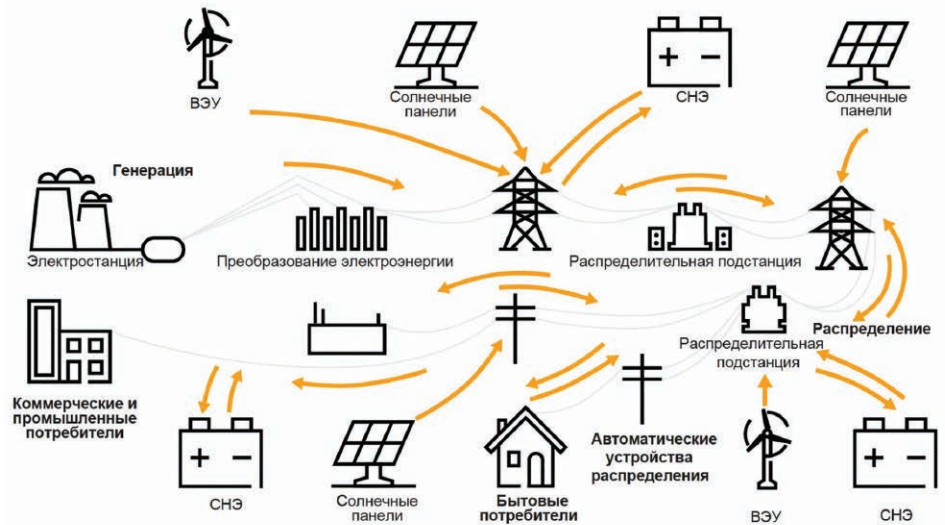 ВЭУ
Солнечные
панели
СНЭ
Солнечные
панели
Генерация
Электростанция
Преобразование электроэнергии
Распределительная подстанция
Распределение
Распределительная
подстанция
Коммерческие и
промышленные
потребители
СНЭ
Солнечные
панели
Бытовые
потребители
Автоматические
устройства
распределения
ВЭУ
СНЭ